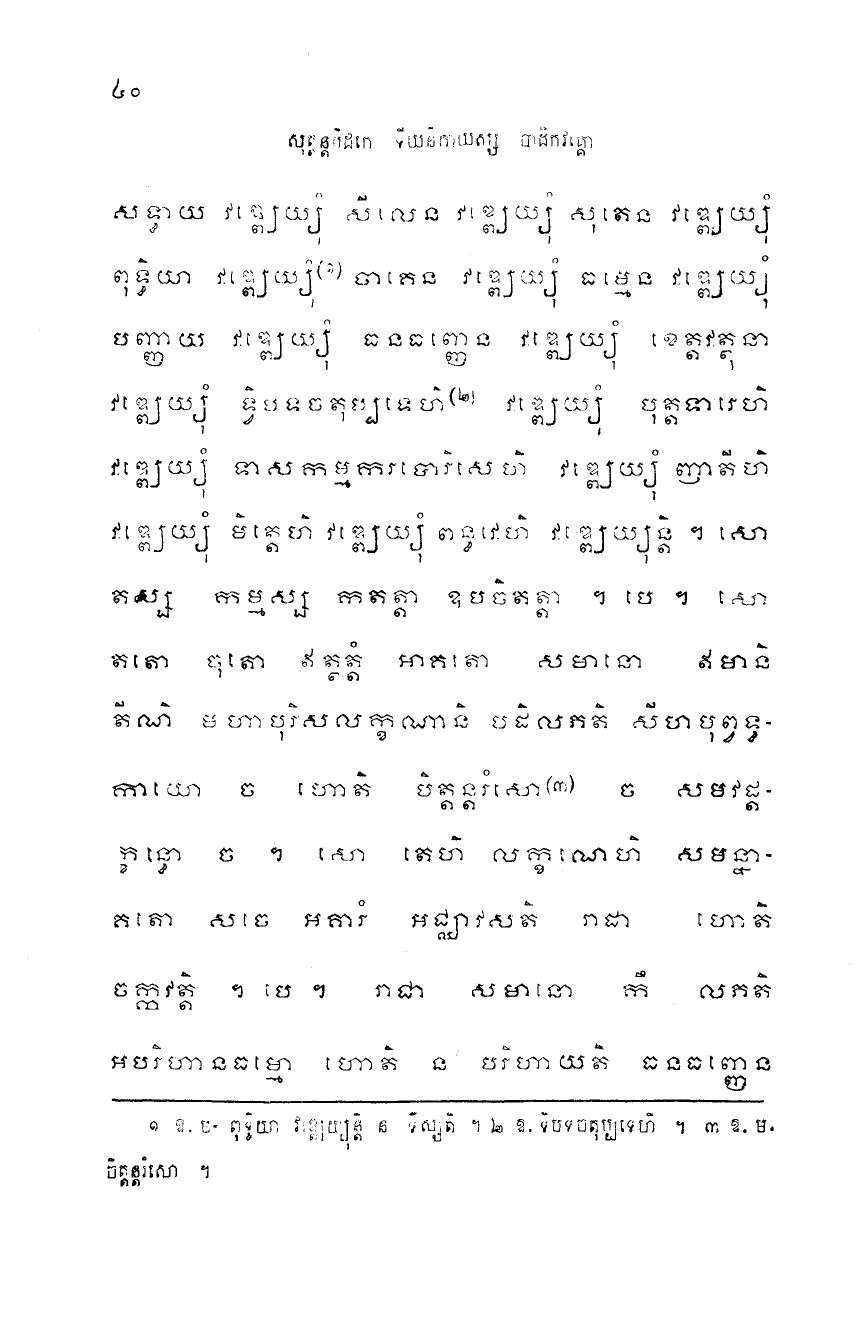 ៤០
សុត្តន្តបិដកេ ទីឃនិកាយស្ស បាដិកវគ្គោ
សទ្ធាយ វឌ្ឍេយ្យុំ សីលេន វឌ្ឍេយ្យុំ សុតេន វឌ្ឍេយ្យុំ
ពុទ្ធិយា វឌ្ឍេយ្យុំ(១) ចាគេន វឌ្ឍេយ្យុំ ធម្មេន វឌ្ឍេយ្យុំ
បញ្ញាយ វឌ្ឍេយ្យុំ ធនធញ្ញេន វឌ្ឍេយ្យុំ ខេត្តវត្ថុនា
វឌ្ឍេយ្យុំ ទ្វិបទចតុប្បទេហិ(២) វឌ្ឍេយ្យុំ បុត្តទារេហិ
វឌ្ឍេយ្យុំ ទាសកម្មករបោរិសេហិ វឌ្ឍេយ្យុំ ញាតីហិ
វឌ្ឍេយ្យុំ មិត្តេហិ វឌ្ឍេយ្យុំ ពន្ធវេហិ វឌ្ឍេយ្យុន្តិ ។ សោ
តស្ស កម្មស្ស កតត្តា ឧបចិតត្តា ។ បេ ។ សោ
តតោ ចុតោ ឥត្ថត្តំ អាគតោ សមានោ ឥមានិ
តីណិ មហាបុរិសលក្ខណានិ បដិលភតិ សីហបុព្វទ្ធ-
កាយោ ច ហោតិ បិត្តន្តរំសោ(៣) ច សមវដ្ត-
ក្ខន្ធោ ច ។ សោ តេហិ លក្ខណេហិ សមន្នា-
គតោ សចេ អគារំ អជ្ឈាវសតិ រាជា ហោតិ
ចក្កវត្តិ ។ បេ ។ រាជា សមានោ កឹ លភតិ
អបរិហានធម្មោ ហោតិ ន បរិហាយតិ ធនធញ្ញេន
១ ឱ. ប- ពុទ្ធិយា វឌ្ឍេយ្យុន្តិ ន ទិស្សតិ ។ ២ ឱ. ទិបទចតុប្បទេហិ ។ ៣ ឱ. ម.
ចិត្តន្តរំសោ ។